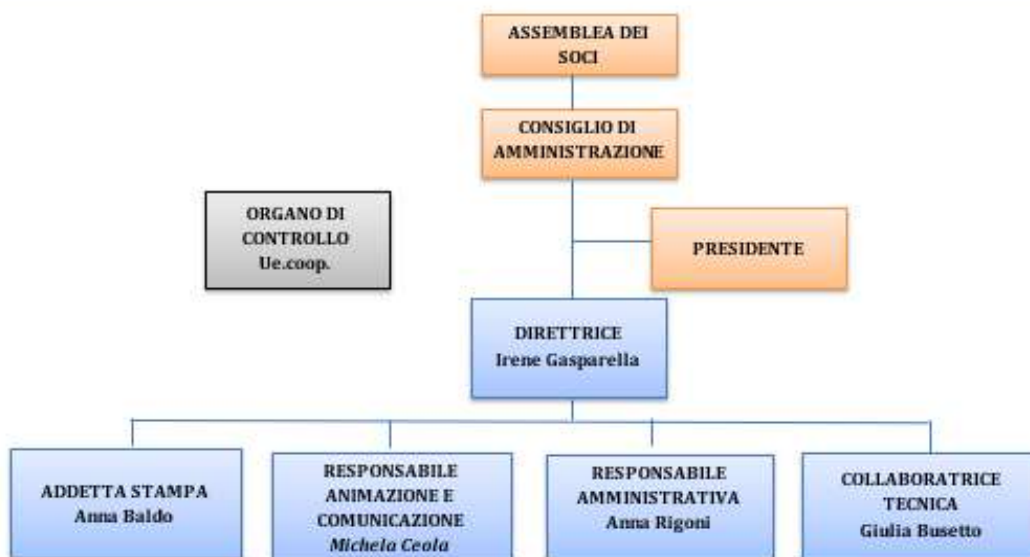 ASSEMBLEA DEI
SOCI
CONSIGLIO DI
AMMINISTRAZIONE
ORGANO DI
CONTROLLO
Ue.coop.
PRESIDENTE
DIRETTRICE
Irene Gasparella
ADDETTA STAMPA
Anna Baldo
RESPONSABILE
ANIMAZIONE E
COMUNICAZIONE
Michela Ceola
RESPONSABILE
AMMINISTRATIVA
Anna Rigoni
COLLABORATRICE
TECNICA
Giulia Busetto